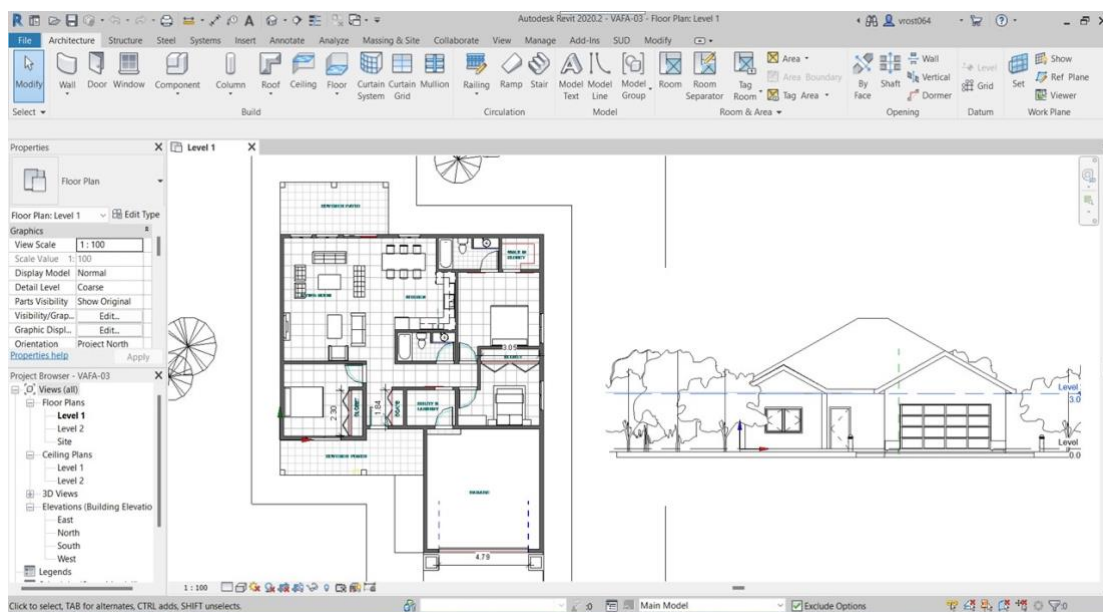 Autodesk Revit 2020.2 - VAFA-03 - Floor Plan: Level 1
vrost064
File Architecture Structure Steel Systems Insert Annotate Analyze Massing & Site Collaborate View Manage Add-Ins SUD Modify
Modify Wall Door Window Component Column Roof Ceiling Floor Curtain System Curtain Grid Mullion Railing Ramp Stair Model Text Model Line Model Group Room Room Separator Tag Room
Area
Area Boundary
Tag Area
By Face Shaft
Wall
Vertical
Dormer
Level
Grid
Set
Show
Ref Plane
Viewer
Select Build Circulation Model Room & Area Opening Datum Work Plane
Properties
Level 1
Floor Plan
Floor Plan: Level 1 Edit Type
Graphics
View Scale 1 : 100
Scale Value 1: 100
Display Model Normal
Detail Level Coarse
Parts Visibility Show Original
Visibility/Grap... Edit...
Graphic Displ... Edit...
Orientation Project North
Properties help Apply
Project Browser - VAFA-03
Views (all)
Floor Plans
Level 1
Level 2
Site
Ceiling Plans
Level 1
Level 2
3D Views
Elevations (Building Elevatio
East
North
South
West
Legends
KITCHEN
WALK IN
CLOSET
3.05
2.30
1.84
GARAGE
4.79
Level
3.0
Level
0.0
1 : 100
Click to select, TAB for alternates, CTRL adds, SHIFT unselects.
:0
Main Model
Exclude Options
:0